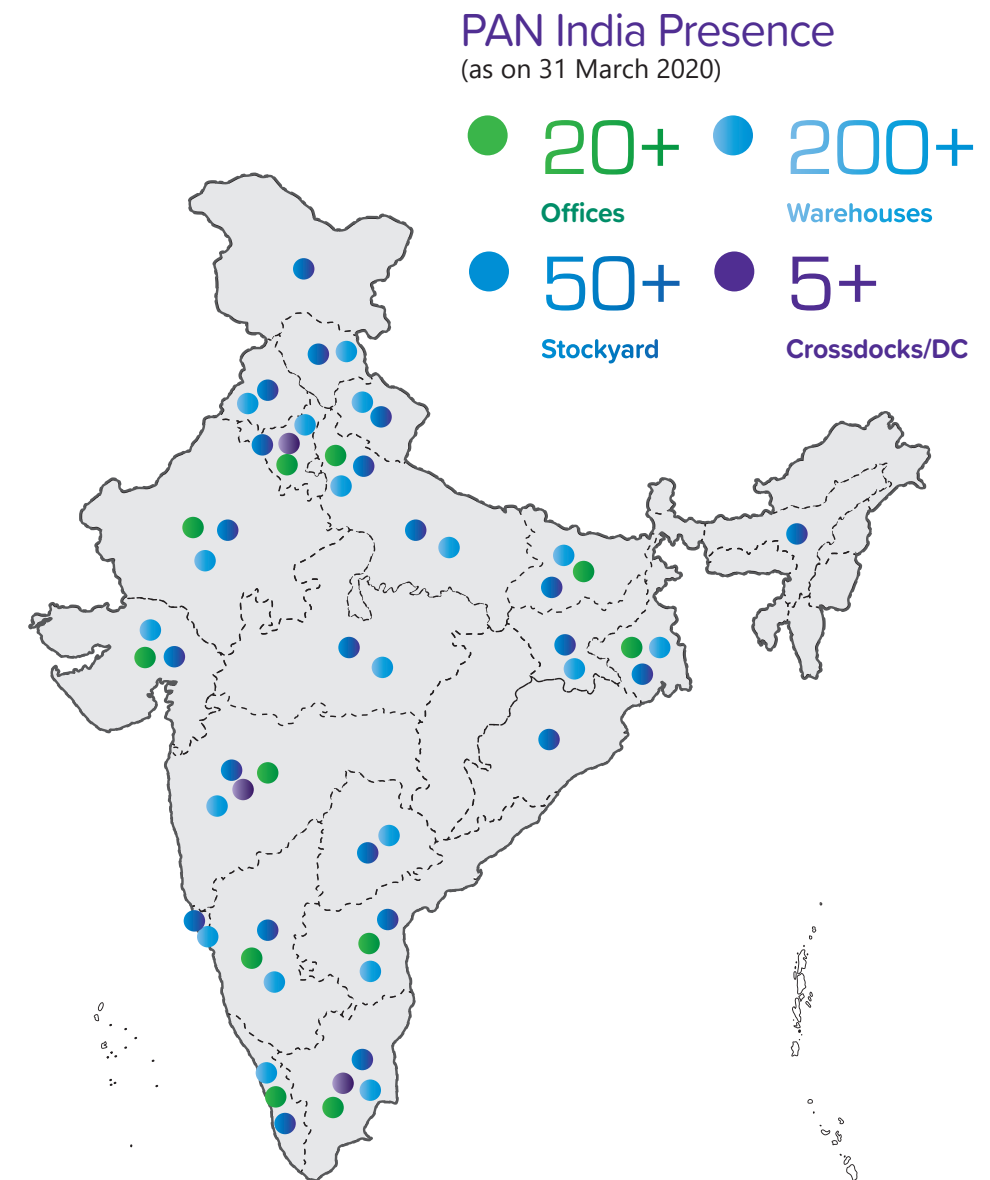 PAN India Presence
(as on 31 March 2020)
20+
Offices
200+
Warehouses
50+
Stockyard
5+
Crossdocks/DC